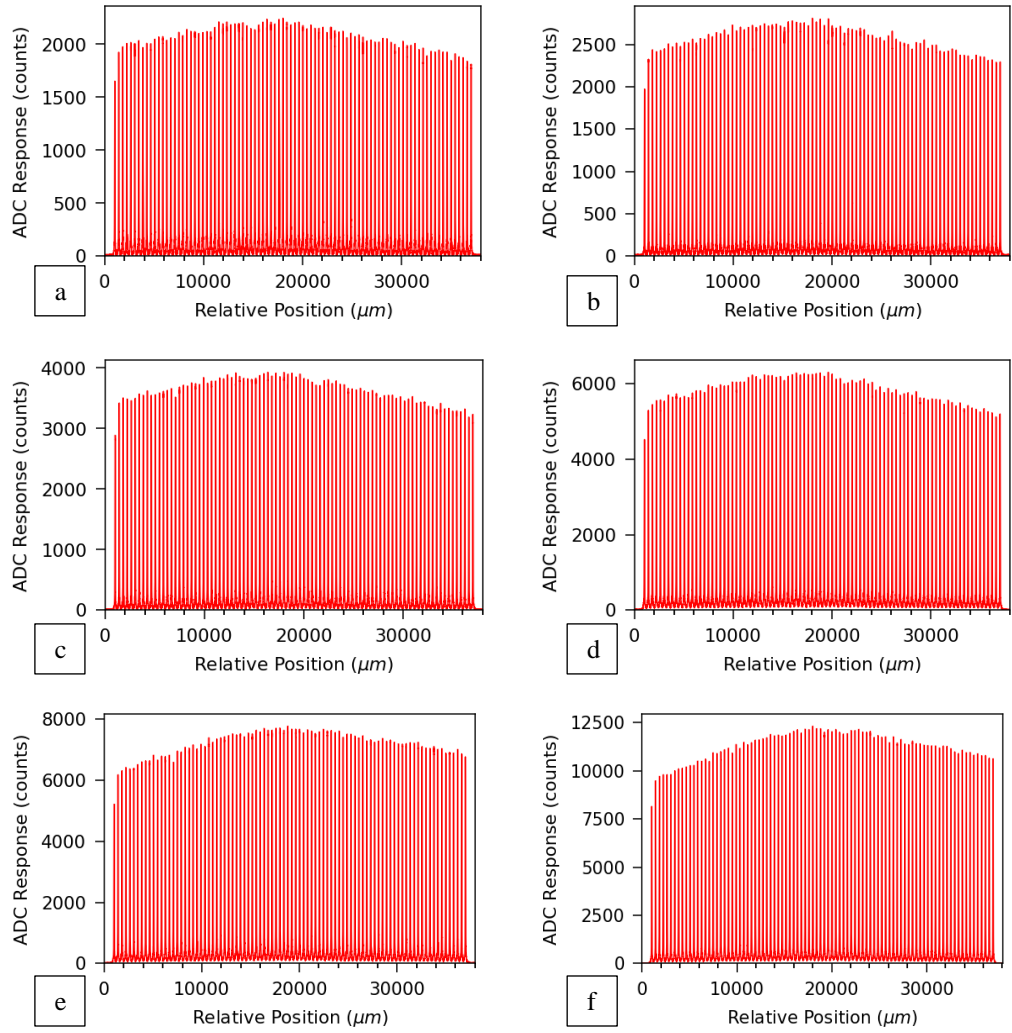 2000
1500
1000
500
0
ADC Response (counts)
0 10000 20000 30000
Relative Position (μm)
a
2500
2000
1500
1000
500
0
ADC Response (counts)
0 10000 20000 30000
Relative Position (μm)
b
4000
3000
2000
1000
0
ADC Response (counts)
0 10000 20000 30000
Relative Position (μm)
c
6000
4000
2000
0
ADC Response (counts)
0 10000 20000 30000
Relative Position (μm)
d
8000
6000
4000
2000
0
ADC Response (counts)
0 10000 20000 30000
Relative Position (μm)
e
12500
10000
7500
5000
2500
0
ADC Response (counts)
0 10000 20000 30000
Relative Position (μm)
f